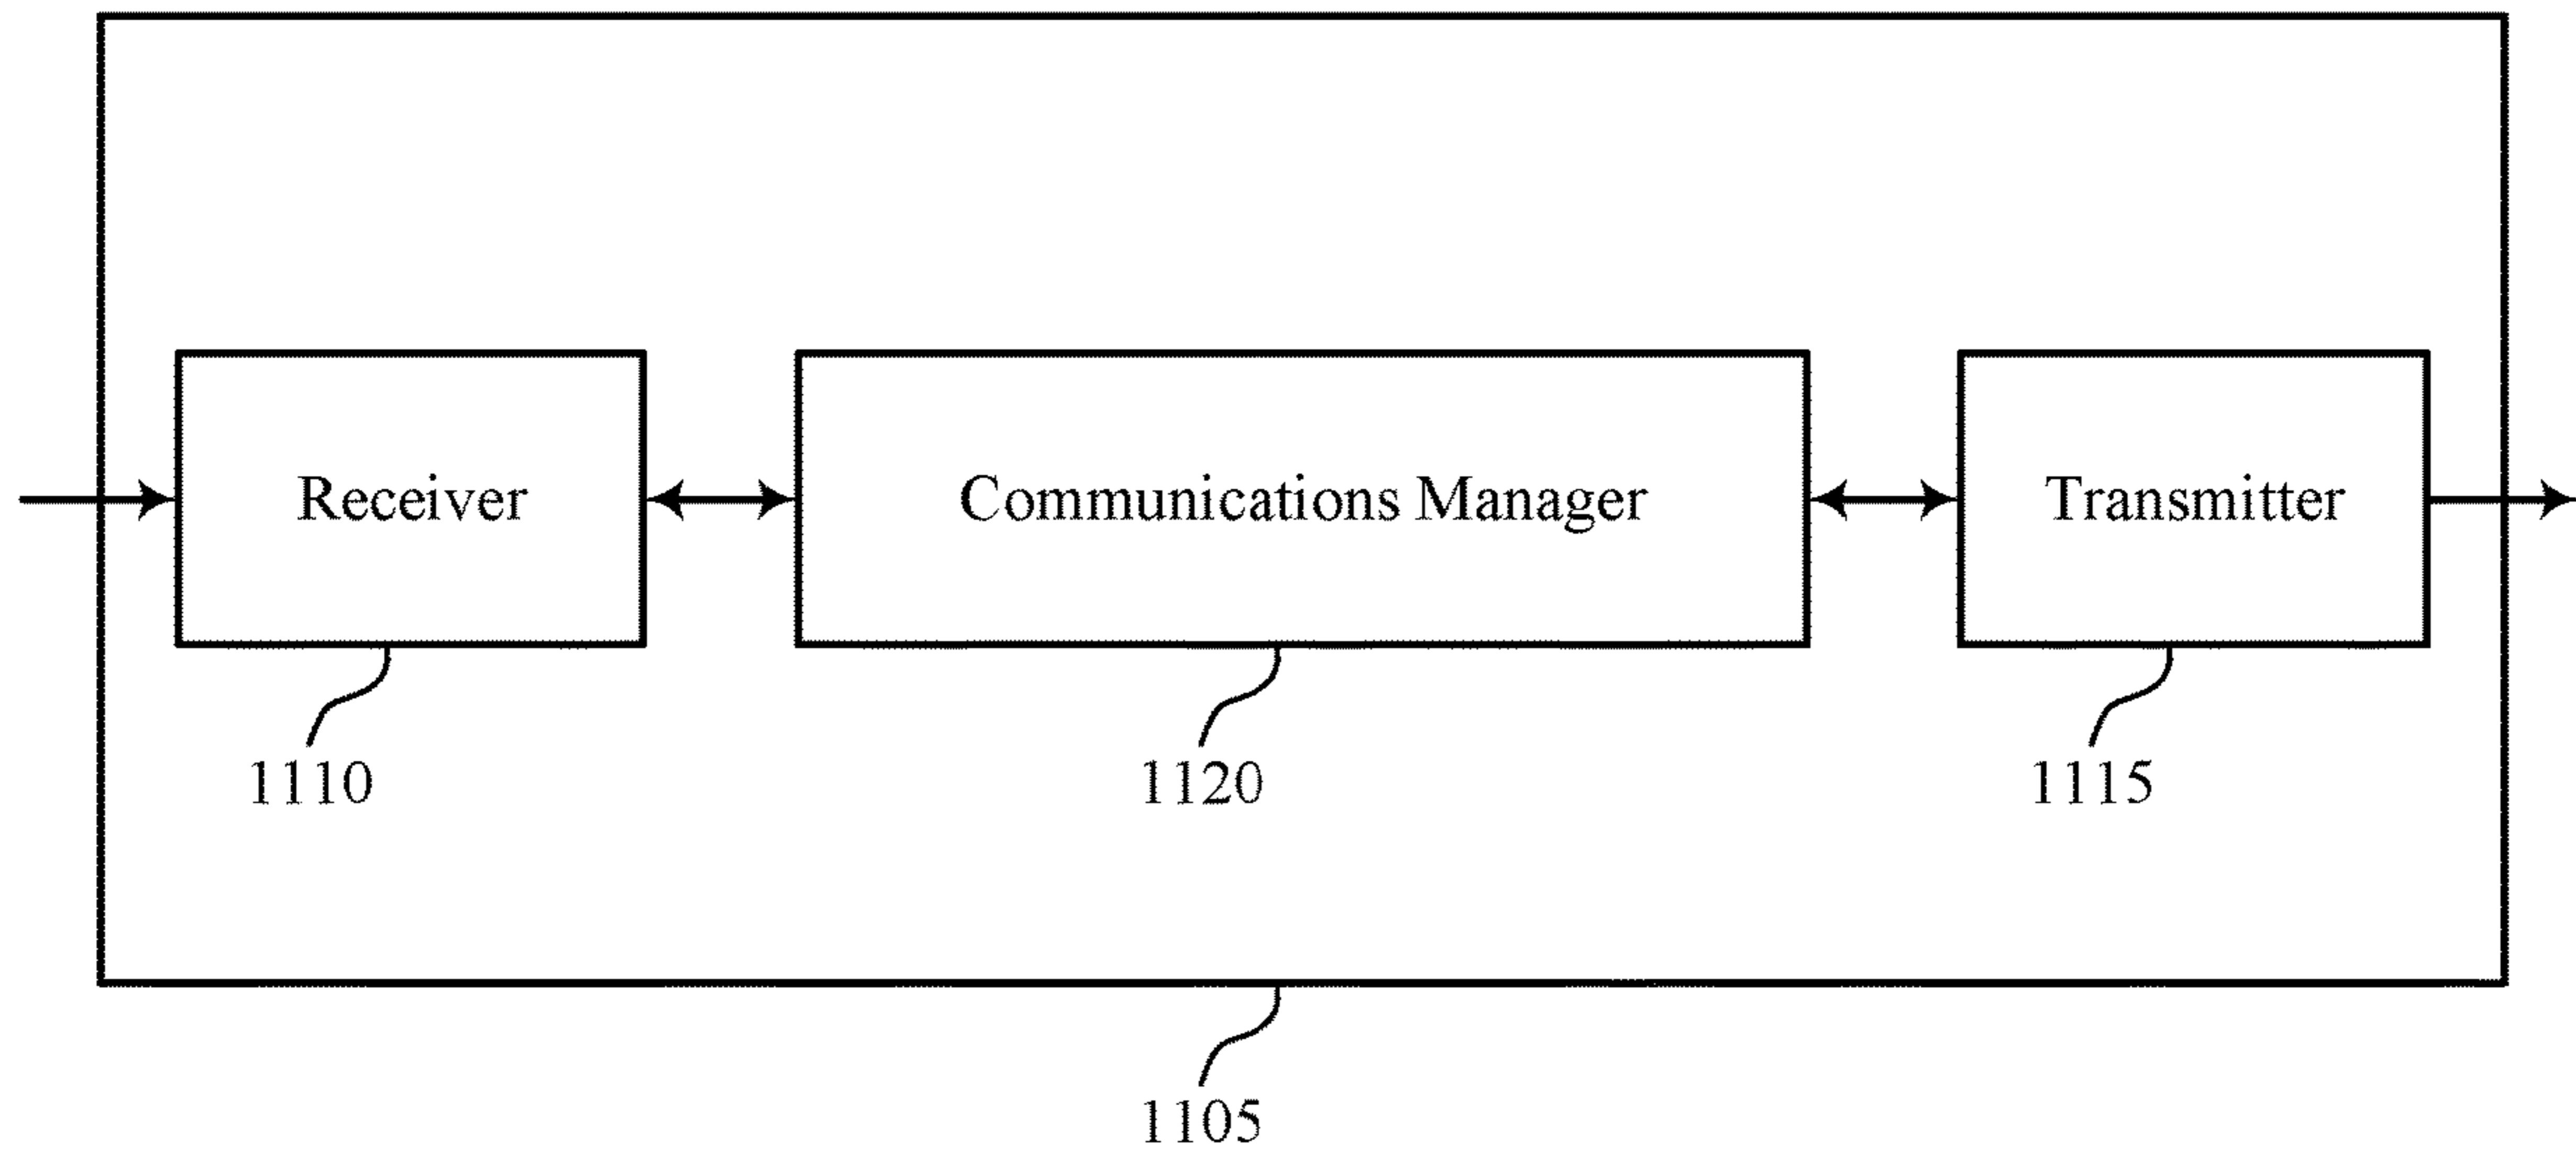 Receiver
Communications Manager
Transmitter
1110
1120
1115
1105